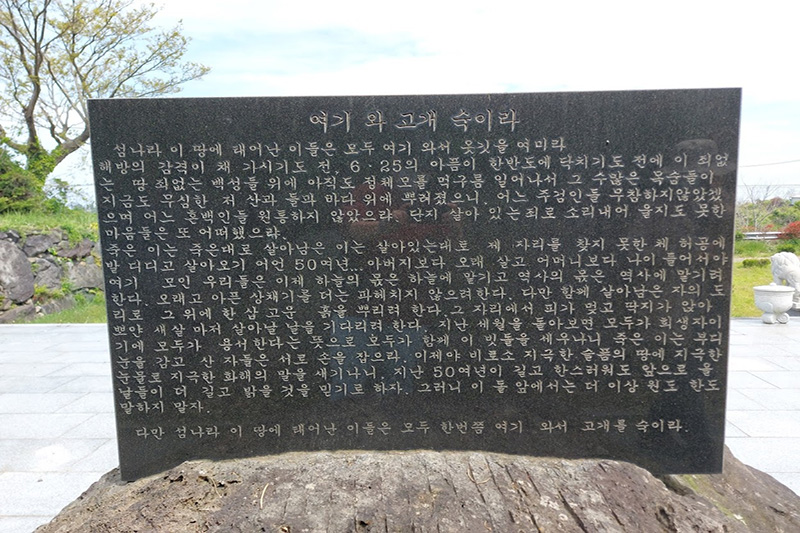 여기 와 고개 숙이라
섬나라 이 땅에 태어난 이들은 모두 여기 와서 옷깃을 여미라
해방의 감격이 채 가시기도 전, 6·25의 아픔이 한반도에 닥치기도 전에 이 죄없
는 땅 죄없는 백성들 위에 아직도 정체모를 먹구름 일어나서 그 수많은 목숨들이
지금도 무심한 저 산과 들과 바다 위에 뿌려졌으니, 어느 주검인들 무참하지않았겠
으며 어느 혼백인들 원통하지 않았으랴. 단지 살아 있는죄로 소리내어 울지도 못한
마음들은 또 어떠했으랴.
죽은 이는 죽은대로 살아남은 이는 살아있는대로 제 자리를 찾지 못한 체 허공에
발 디디고 살아오기 어언 50여년... 아버지보다 오래 살고 어머니보다 나이 들어서야
여기 모인 우리들은 이제 하늘의 몫은 하늘에 맡기고 역사의 몫은 역사에 맡기려
한다. 오래고 아픈 상채기를 더는 파헤치지 않으려한다. 다만 함께 살아남은 자의 도
리로 그 위에 한 삽 고운 흙을 뿌리려 한다. 그 자리에서 피가 멎고 딱지가 앉아
뽀얀 새살 마저 살아날 날을 기다리려 한다. 지난 세월을 돌아보면 모두가 희생자이
기에 모두가 용서한다는 뜻으로 모두가 함께 이 빗돌을 세우나니 죽은 이는 부디
눈을 감고 산 자들은 서로 손을 잡으라. 이제야 비로소 지극한 슬픔의 땅에 지극한
눈물로 지극한 화해의 말을 새기나니. 지난 50여년이 길고 한스러워도 앞으로 올
날들이 더 길고 밝을 것을 믿기로 하자. 그러니 이 돌 앞에서는 더 이상 원도 한도
말하지 말자.
다만 섬나라 이 땅에 태어난 이들은 모두 한번쯤 여기 와서 고개를 숙이라.